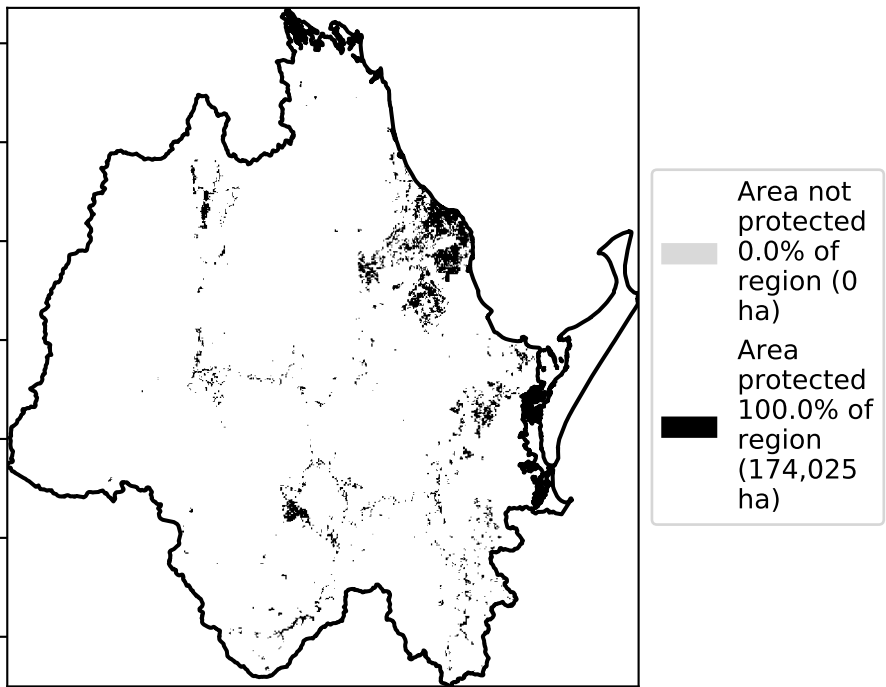 Area not
protected
0.0% of
region (0
ha)
Area
protected
100.0% of
region
(174,025
ha)